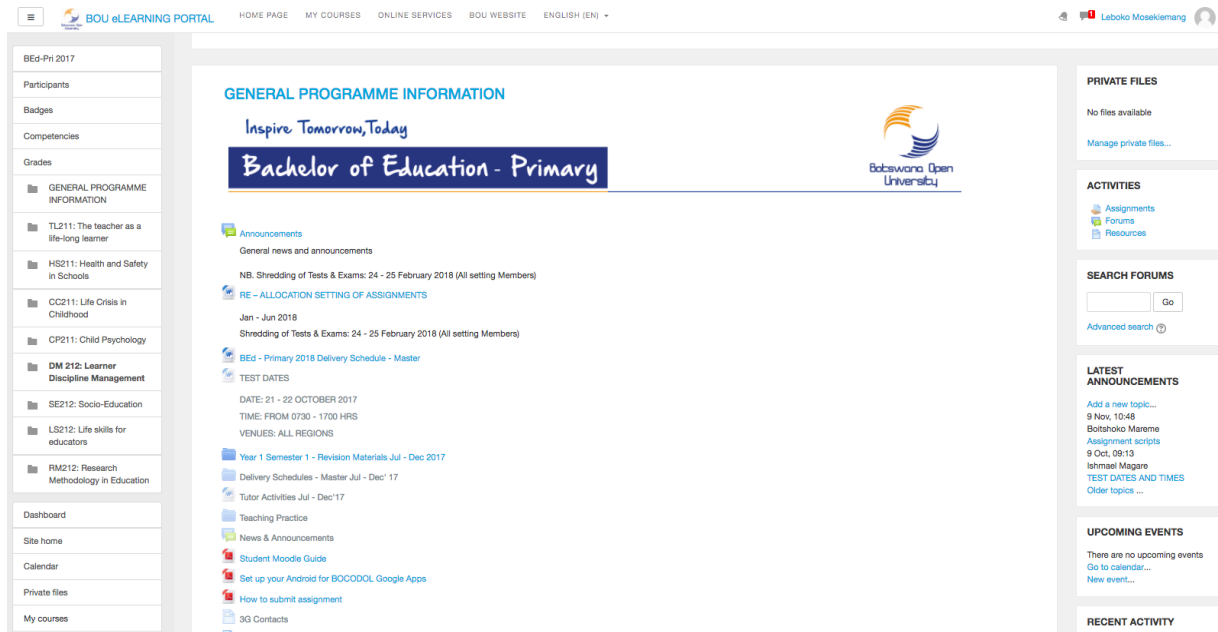 BOU eLEARNING PORTAL
HOME PAGE
MY COURSES
ONLINE SERVICES
BOU WEBSITE
ENGLISH (EN)
1
Leboko Mosekiemang
BEd-Pri 2017
Participants
Badges
Competencies
Grades
GENERAL PROGRAMME
INFORMATION
TL211: The teacher as a
life-long learner
HS211: Health and Safety
in Schools
CC211: Life Crisis in
Childhood
CP211: Child Psychology
DM 212: Learner
Discipline Management
SE212: Socio-Education
LS212: Life skills for
educators
RM212: Research
Methodology in Education
Dashboard
Site home
Calendar
Private files
My courses
GENERAL PROGRAMME INFORMATION
Inspire Tomorrow,Today
Bachelor of Education - Primary
Botswana Open
University
Announcements
General news and announcements
NB. Shredding of Tests & Exams: 24 - 25 February 2018 (All setting Members)
RE – ALLOCATION SETTING OF ASSIGNMENTS
Jan - Jun 2018
Shredding of Tests & Exams: 24 - 25 February 2018 (All setting Members)
BEd - Primary 2018 Delivery Schedule - Master
TEST DATES
DATE: 21 - 22 OCTOBER 2017
TIME: FROM 0730 - 1700 HRS
VENUES: ALL REGIONS
Year 1 Semester 1 - Revision Materials Jul - Dec 2017
Delivery Schedules - Master Jul - Dec' 17
Tutor Activities Jul - Dec'17
Teaching Practice
News & Announcements
Student Moodle Guide
Set up your Android for BOCODOL Google Apps
How to submit assignment
3G Contacts
PRIVATE FILES
No files available
Manage private files...
ACTIVITIES
Assignments
Forums
Resources
SEARCH FORUMS
Go
Advanced search
LATEST
ANNOUNCEMENTS
Add a new topic...
9 Nov, 10:48
Boitshoko Mareme
Assignment scripts
9 Oct, 09:13
Ishmael Magare
TEST DATES AND TIMES
Older topics ...
UPCOMING EVENTS
There are no upcoming events
Go to calendar...
New event...
RECENT ACTIVITY